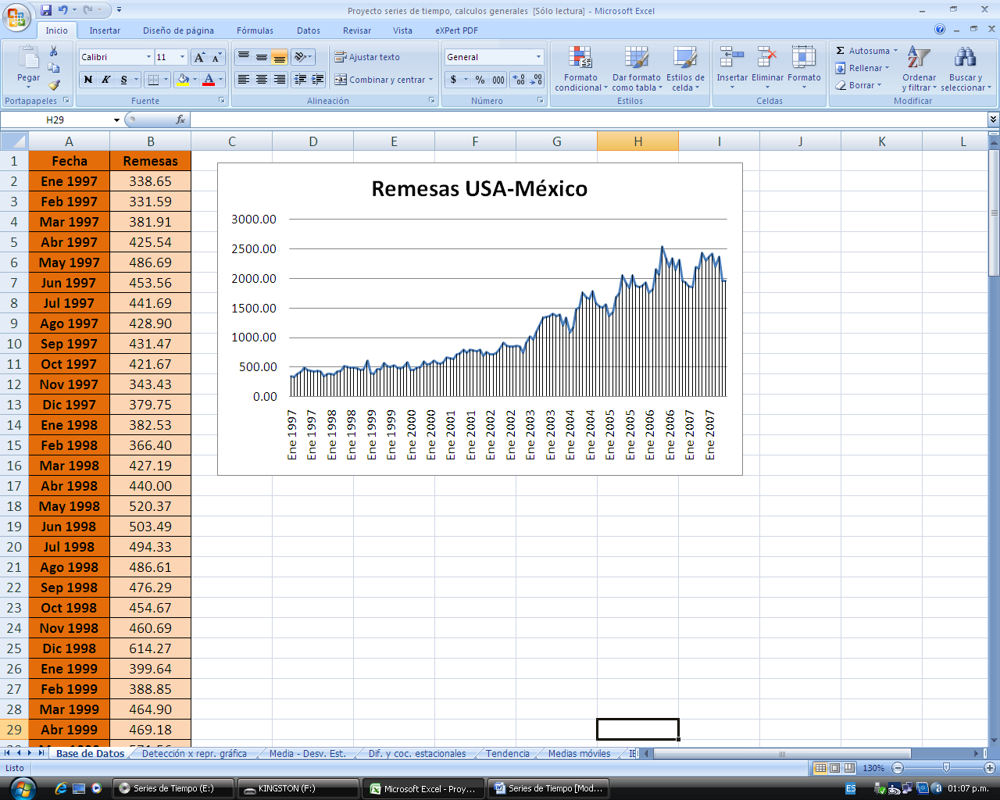 Proyecto series de tiempo, calculos generales [Sólo lectura] - Microsoft Excel
Inicio Insertar Diseño de página Fórmulas Datos Revisar Vista eXPert PDF
Pegar
Portapapeles
Calibri 11
N K S
Fuente
Ajustar texto
Combinar y centrar
Alineación
General
$ % 000
Número
Formato condicional
Dar formato como tabla
Estilos de celda
Estilos
Insertar Eliminar Formato
Celdas
Autosuma
Rellenar
Borrar
Ordenar y filtrar
Buscar y seleccionar
Modificar
H29 fx
A B C D E F G H I J K L
1 Fecha Remesas
2 Ene 1997 338.65
3 Feb 1997 331.59
4 Mar 1997 381.91
5 Abr 1997 425.54
6 May 1997 486.69
7 Jun 1997 453.56
8 Jul 1997 441.69
9 Ago 1997 428.90
10 Sep 1997 431.47
11 Oct 1997 421.67
12 Nov 1997 343.43
13 Dic 1997 379.75
14 Ene 1998 382.53
15 Feb 1998 366.40
16 Mar 1998 427.19
17 Abr 1998 440.00
18 May 1998 520.37
19 Jun 1998 503.49
20 Jul 1998 494.33
21 Ago 1998 486.61
22 Sep 1998 476.29
23 Oct 1998 454.67
24 Nov 1998 460.69
25 Dic 1998 614.27
26 Ene 1999 399.64
27 Feb 1999 388.85
28 Mar 1999 464.90
29 Abr 1999 469.18
Remesas USA-México
3000.00
2500.00
2000.00
1500.00
1000.00
500.00
0.00
Ene 1997
Ene 1997
Ene 1998
Ene 1998
Ene 1999
Ene 1999
Ene 2000
Ene 2000
Ene 2001
Ene 2001
Ene 2002
Ene 2002
Ene 2003
Ene 2003
Ene 2004
Ene 2004
Ene 2005
Ene 2005
Ene 2006
Ene 2006
Ene 2007
Ene 2007
Base de Datos Detección x repr. gráfica Media - Desv. Est. Dif. y coc. estacionales Tendencia Medias móviles
Listo 130%
Series de Tiempo (E:) KINGSTON (F:) Microsoft Excel - Proy... Series de Tiempo [Mod... ES 01:07 p.m.